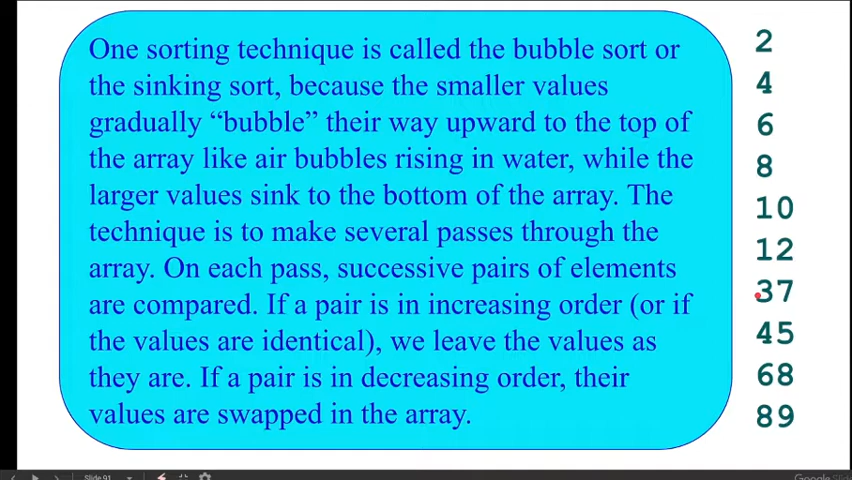 One sorting technique is called the bubble sort or
the sinking sort, because the smaller values
gradually “bubble” their way upward to the top of
the array like air bubbles rising in water, while the
larger values sink to the bottom of the array. The
technique is to make several passes through the
array. On each pass, successive pairs of elements
are compared. If a pair is in increasing order (or if
the values are identical), we leave the values as
they are. If a pair is in decreasing order, their
values are swapped in the array.
2
4
6
8
10
12
37
45
68
89
Slide 91
Google Slid